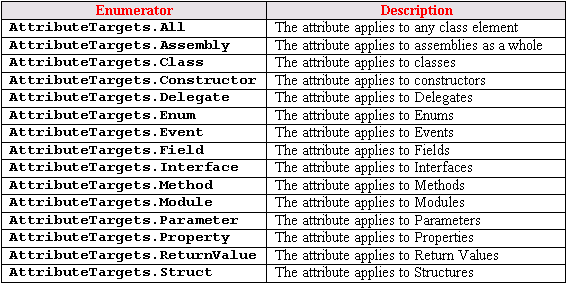 Enumerator Description
AttributeTargets.All The attribute applies to any class element
AttributeTargets.Assembly The attribute applies to assemblies as a whole
AttributeTargets.Class The attribute applies to classes
AttributeTargets.Constructor The attribute applies to constructors
AttributeTargets.Delegate The attribute applies to Delegates
AttributeTargets.Enum The attribute applies to Enums
AttributeTargets.Event The attribute applies to Events
AttributeTargets.Field The attribute applies to Fields
AttributeTargets.Interface The attribute applies to Interfaces
AttributeTargets.Method The attribute applies to Methods
AttributeTargets.Module The attribute applies to Modules
AttributeTargets.Parameter The attribute applies to Parameters
AttributeTargets.Property The attribute applies to Properties
AttributeTargets.ReturnValue The attribute applies to Return Values
AttributeTargets.Struct The attribute applies to Structures